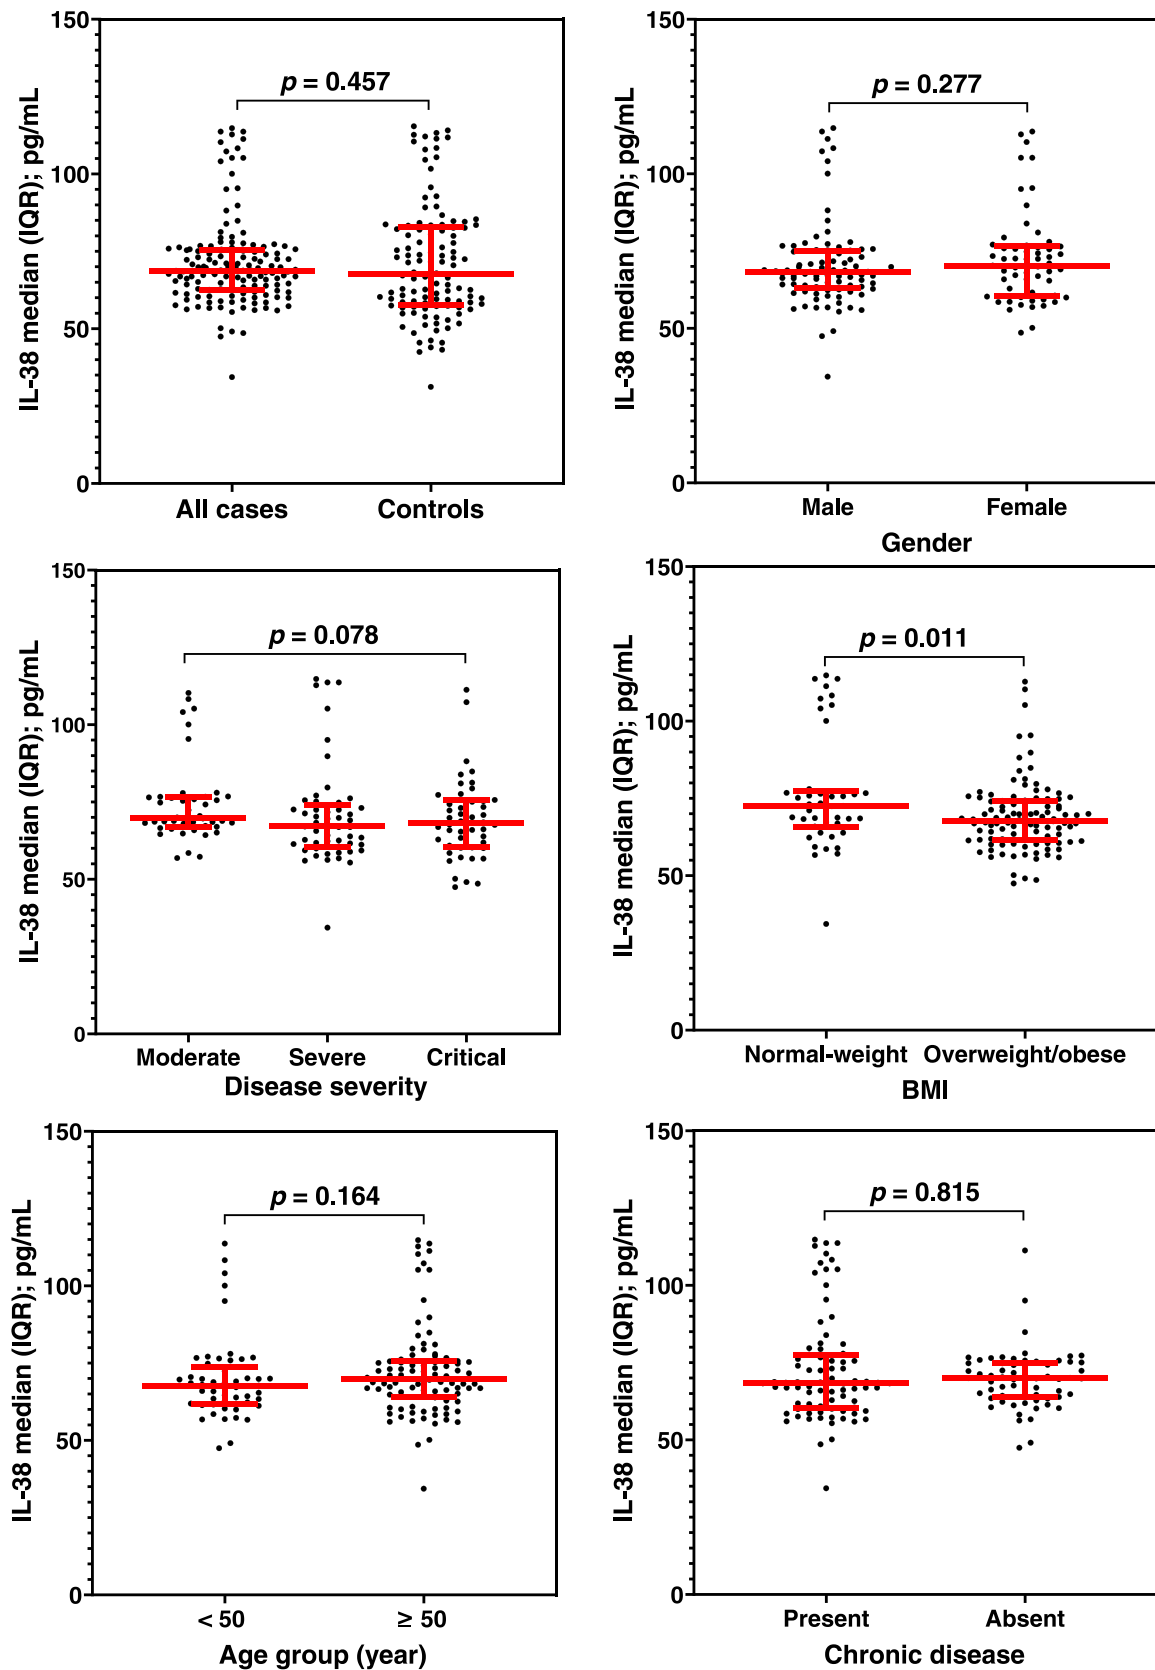 IL-38 median (IQR); pg/mL
150
100
50
0
p = 0.457
All cases
Controls
IL-38 median (IQR); pg/mL
150
100
50
0
p = 0.277
Male
Female
Gender
IL-38 median (IQR); pg/mL
150
100
50
0
p = 0.078
Moderate
Severe
Critical
Disease severity
IL-38 median (IQR); pg/mL
150
100
50
0
p = 0.011
Normal-weight
Overweight/obese
BMI
IL-38 median (IQR); pg/mL
150
100
50
0
p = 0.164
< 50
≥ 50
Age group (year)
IL-38 median (IQR); pg/mL
150
100
50
0
p = 0.815
Present
Absent
Chronic disease